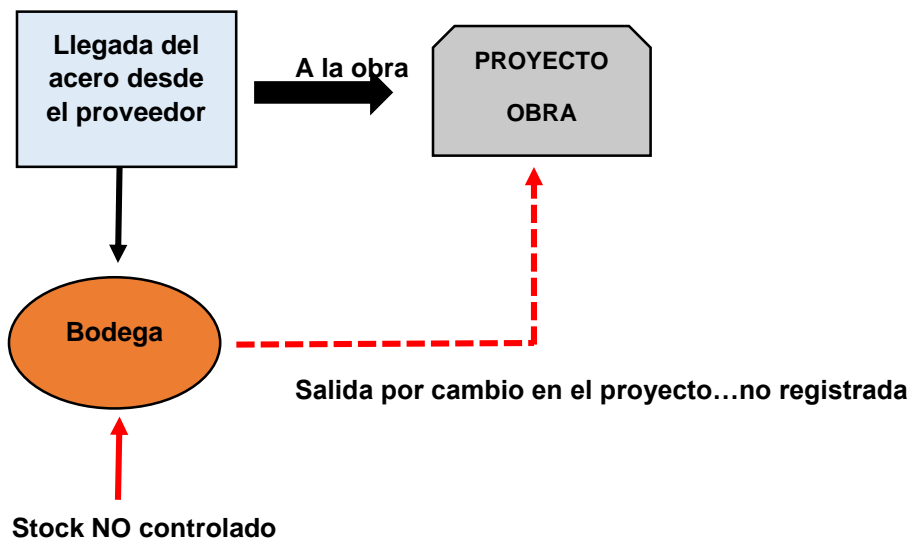 Llegada del
acero desde
el proveedor
A la obra
PROYECTO
OBRA
Bodega
Salida por cambio en el proyecto…no registrada
Stock NO controlado